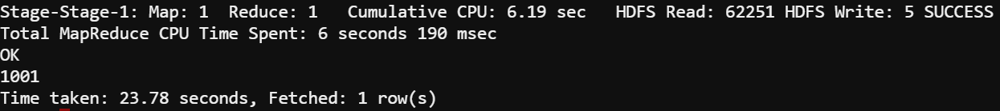 Stage-Stage-1: Map: 1  Reduce: 1   Cumulative CPU: 6.19 sec   HDFS Read: 62251 HDFS Write: 5 SUCCESS
Total MapReduce CPU Time Spent: 6 seconds 190 msec
OK
1001
Time taken: 23.78 seconds, Fetched: 1 row(s)